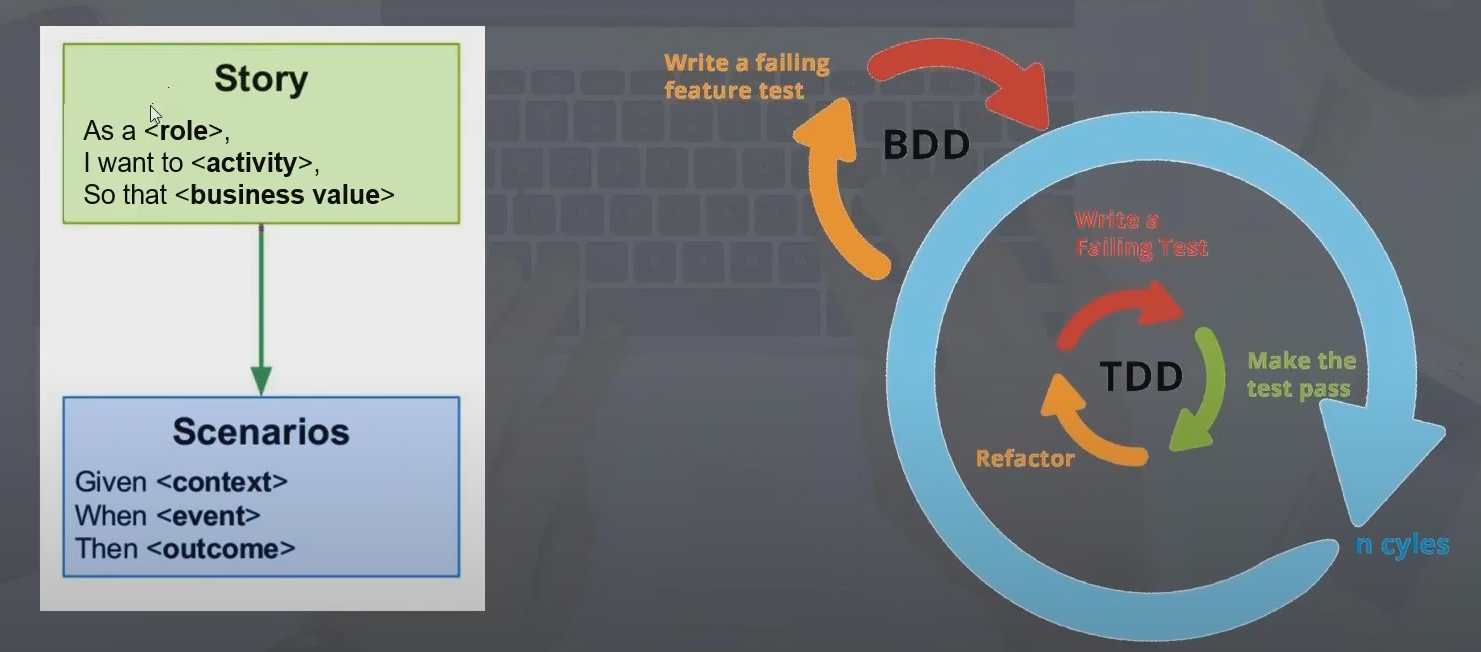 Story
As a <role>,
I want to <activity>,
So that <business value>
Scenarios
Given <context>
When <event>
Then <outcome>
Write a failing
feature test
BDD
Write a
Failing Test
TDD
Make the
test pass
Refactor
n cyles